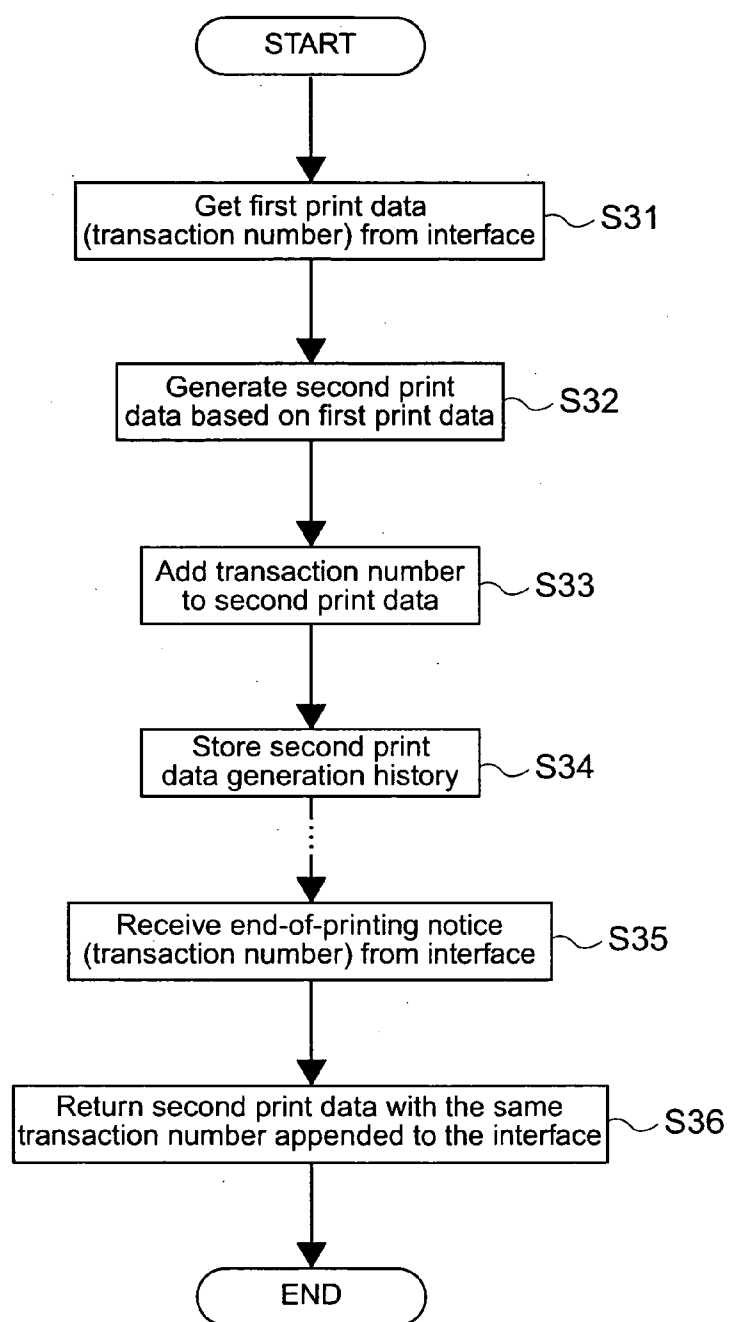 START
Get first print data
(transaction number) from interface
S31
Generate second print
data based on first print data
S32
Add transaction number
to second print data
S33
Store second print
data generation history
S34
Receive end-of-printing notice
(transaction number) from interface
S35
Return second print data with the same
transaction number appended to the interface
S36
END